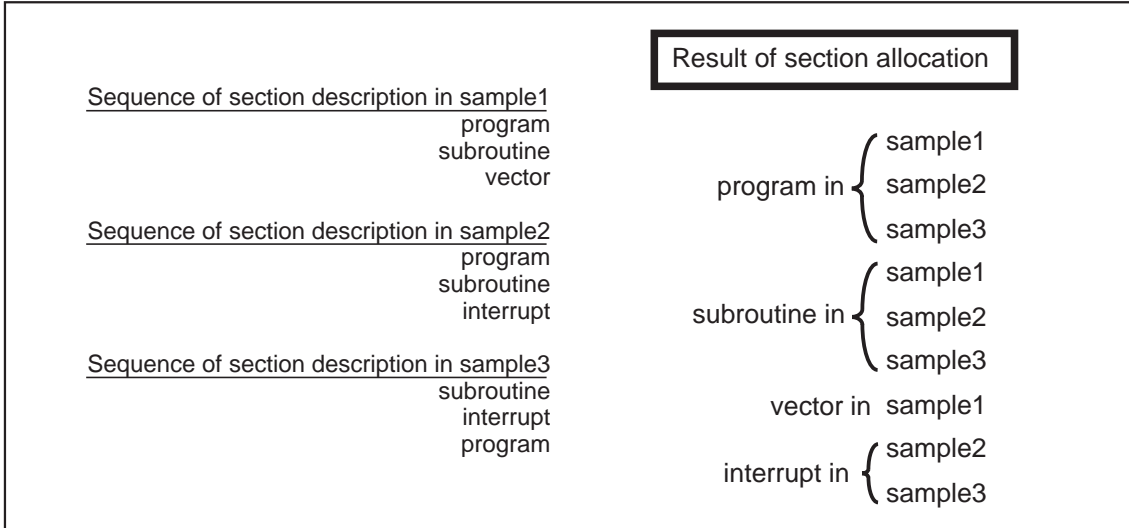 Sequence of section description in sample1
program
subroutine
vector
Sequence of section description in sample2
program
subroutine
interrupt
Sequence of section description in sample3
subroutine
interrupt
program
Result of section allocation
program in
sample1
sample2
sample3
subroutine in
sample1
sample2
sample3
vector in sample1
interrupt in
sample2
sample3